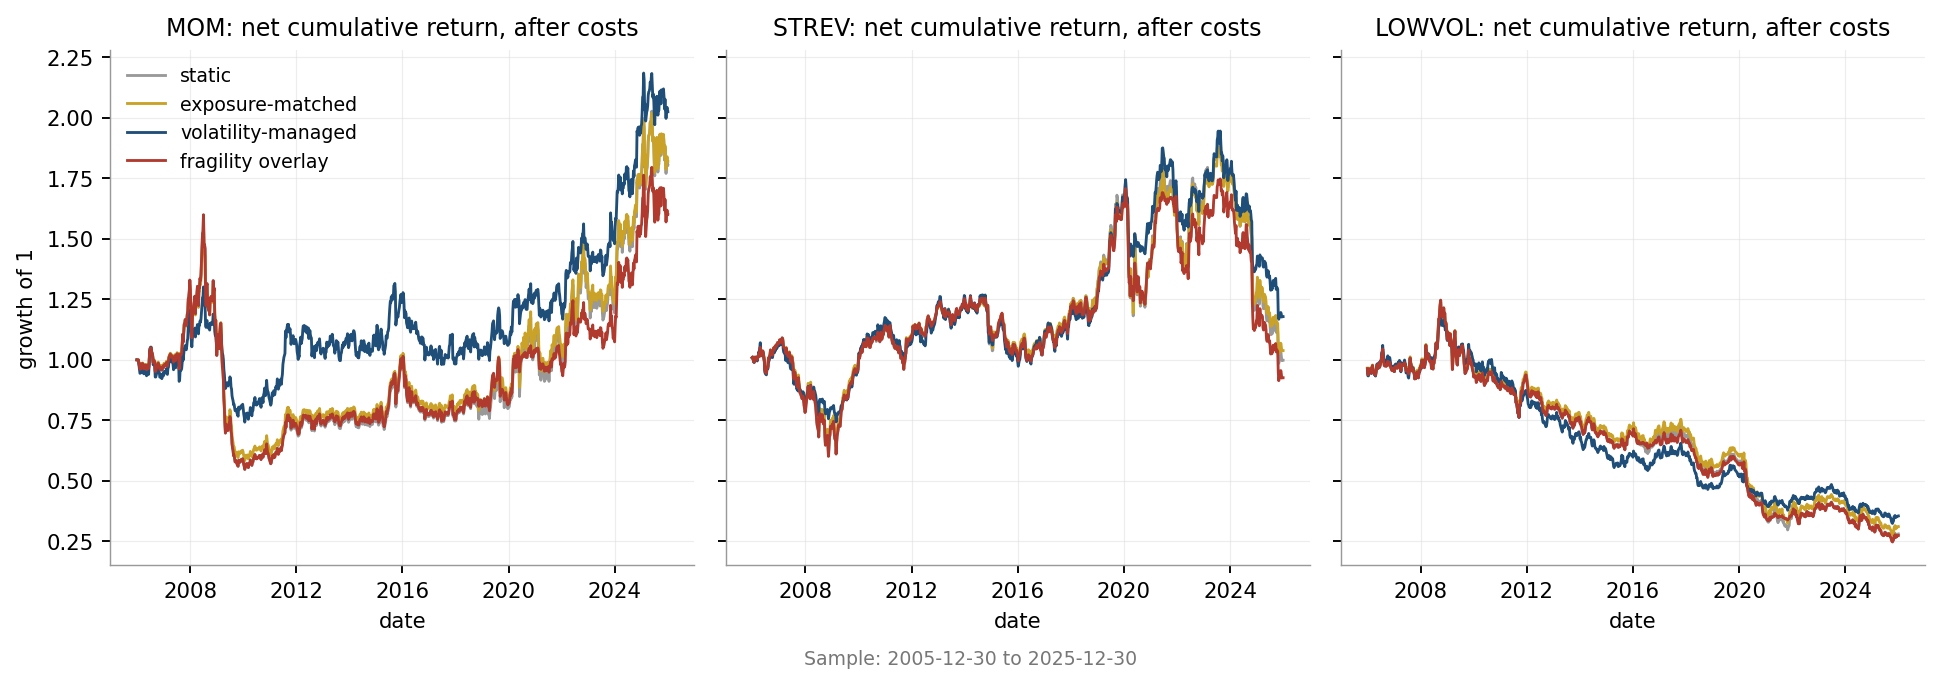 MOM: net cumulative return, after costs
STREV: net cumulative return, after costs
LOWVOL: net cumulative return, after costs
growth of 1
2.25
2.00
1.75
1.50
1.25
1.00
0.75
0.50
0.25
static
exposure-matched
volatility-managed
fragility overlay
2008 2012 2016 2020 2024
2008 2012 2016 2020 2024
2008 2012 2016 2020 2024
date
date
date
Sample: 2005-12-30 to 2025-12-30